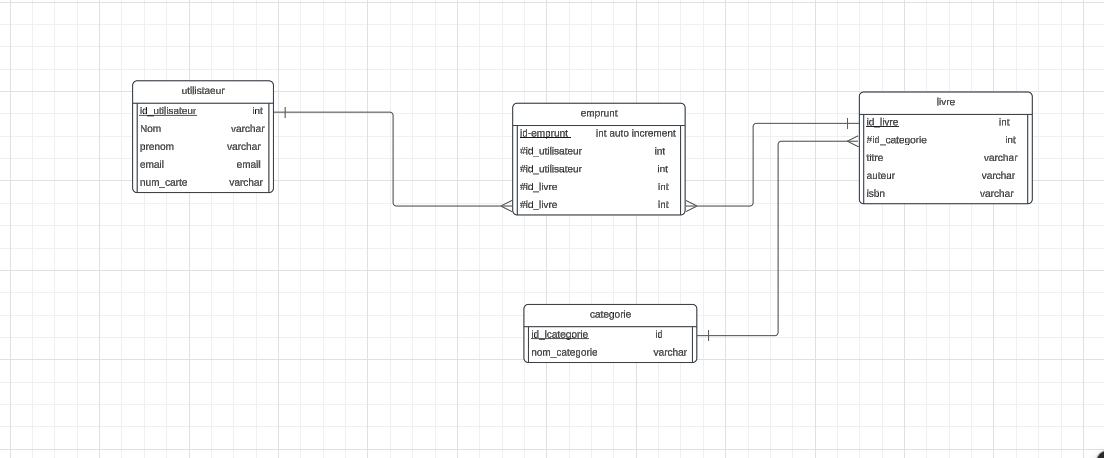 utilistaeur
id_utilisateur int
Nom varchar
prenom varchar
email email
num_carte varchar
emprunt
id-emprunt int auto increment
#id_utilisateur int
#id_utilisateur int
#id_livre int
#id_livre int
livre
id_livre int
#id_categorie int
titre varchar
auteur varchar
isbn varchar
categorie
id_lcategorie id
nom_categorie varchar